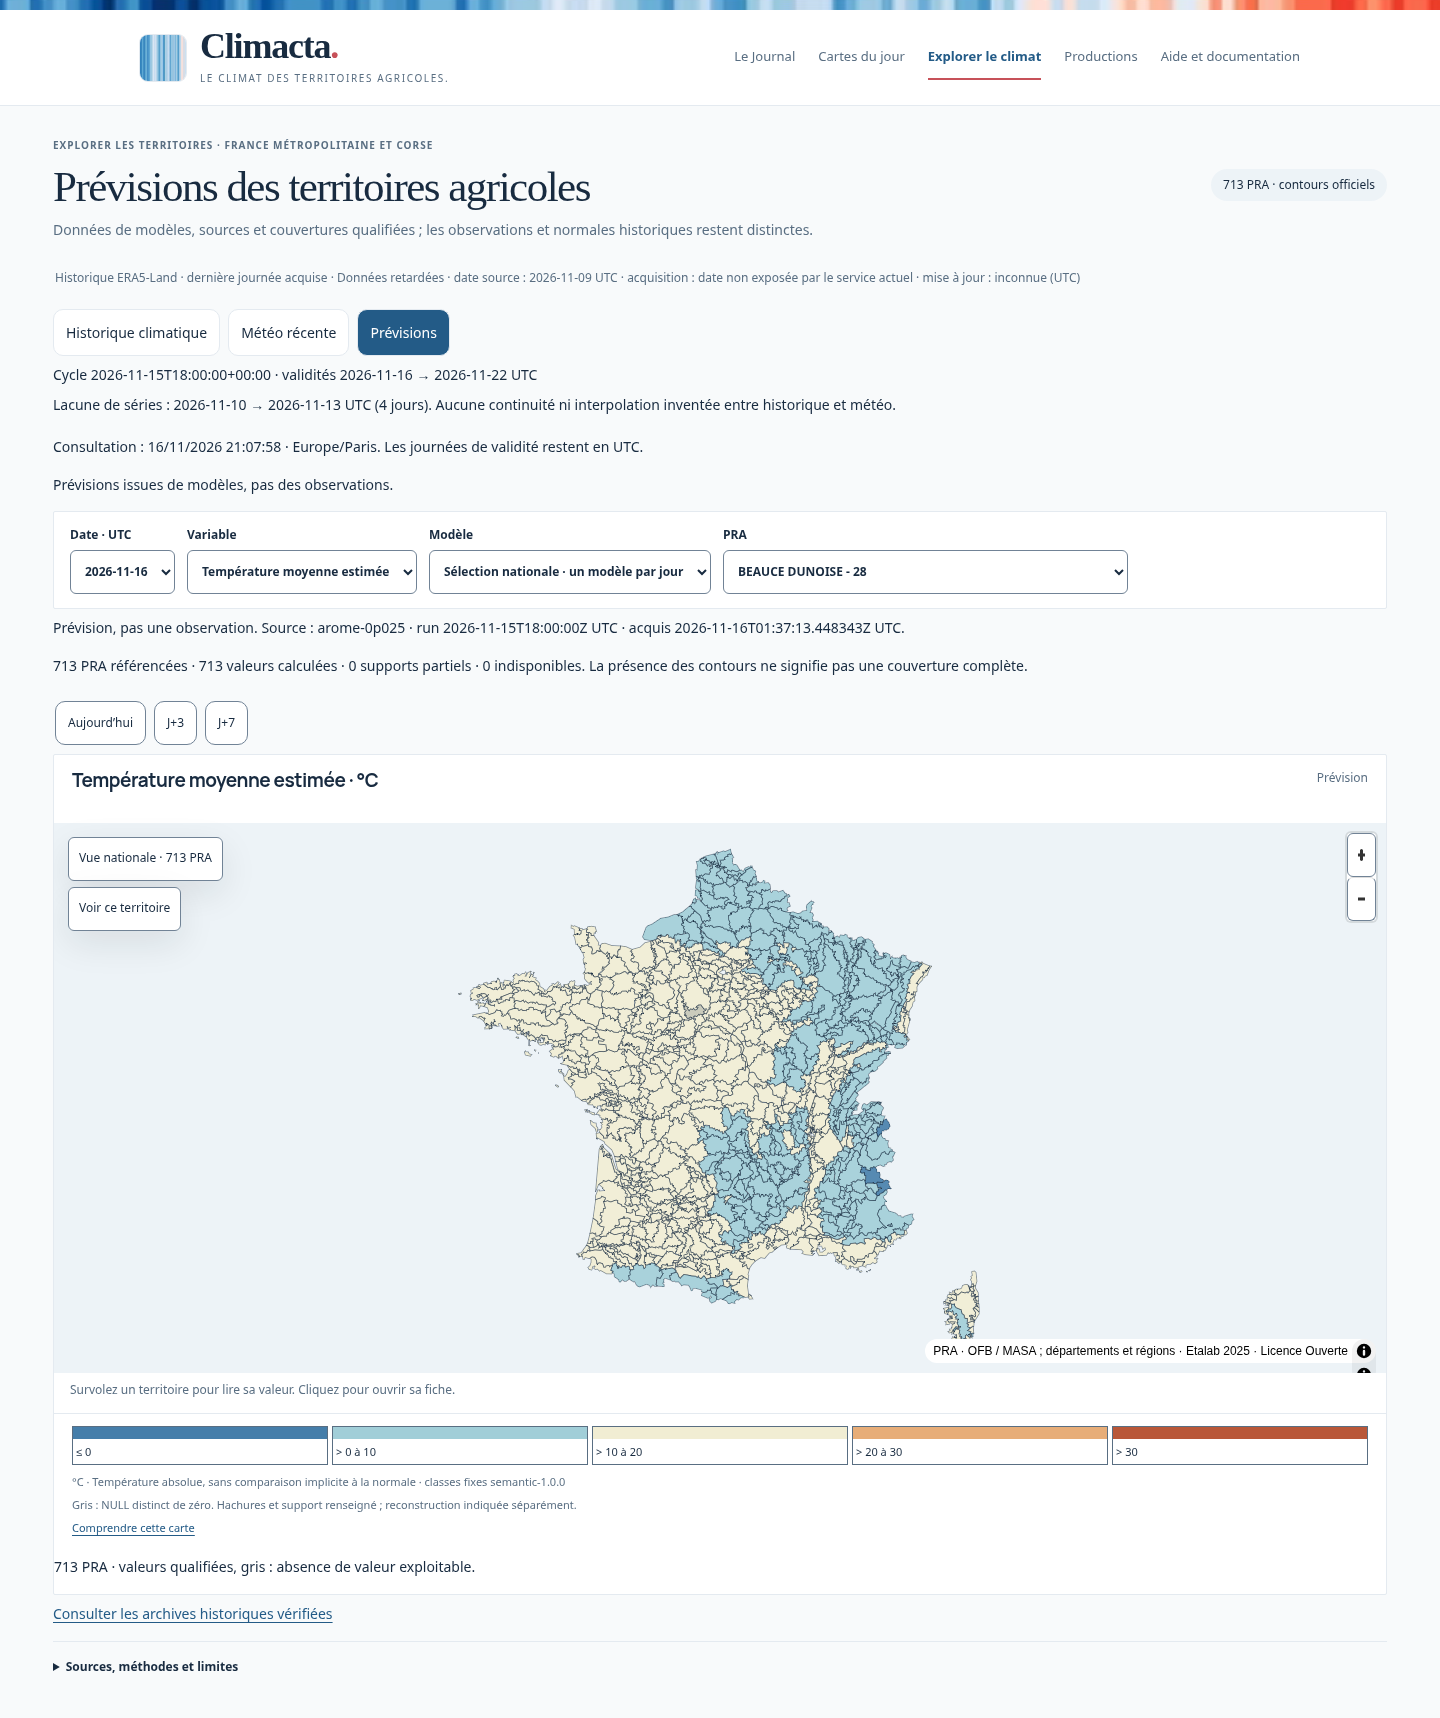 Climacta.
LE CLIMAT DES TERRITOIRES AGRICOLES.
Le Journal
Cartes du jour
Explorer le climat
Productions
Aide et documentation
EXPLORER LES TERRITOIRES · FRANCE MÉTROPOLITAINE ET CORSE
Prévisions des territoires agricoles
713 PRA · contours officiels
Données de modèles, sources et couvertures qualifiées ; les observations et normales historiques restent distinctes.
Historique ERA5-Land · dernière journée acquise · Données retardées · date source : 2026-11-09 UTC · acquisition : date non exposée par le service actuel · mise à jour : inconnue (UTC)
Historique climatique
Météo récente
Prévisions
Cycle 2026-11-15T18:00:00+00:00 · validités 2026-11-16 → 2026-11-22 UTC
Lacune de séries : 2026-11-10 → 2026-11-13 UTC (4 jours). Aucune continuité ni interpolation inventée entre historique et météo.
Consultation : 16/11/2026 21:07:58 · Europe/Paris. Les journées de validité restent en UTC.
Prévisions issues de modèles, pas des observations.
Date · UTC
Variable
Modèle
PRA
2026-11-16
Température moyenne estimée
Sélection nationale · un modèle par jour
BEAUCE DUNOISE - 28
Prévision, pas une observation. Source : arome-0p025 · run 2026-11-15T18:00:00Z UTC · acquis 2026-11-16T01:37:13.448343Z UTC.
713 PRA référencées · 713 valeurs calculées · 0 supports partiels · 0 indisponibles. La présence des contours ne signifie pas une couverture complète.
Aujourd’hui
J+3
J+7
Température moyenne estimée · °C
Prévision
Vue nationale · 713 PRA
Voir ce territoire
+
-
PRA · OFB / MASA ; départements et régions · Etalab 2025 · Licence Ouverte
Survolez un territoire pour lire sa valeur. Cliquez pour ouvrir sa fiche.
≤ 0
> 0 à 10
> 10 à 20
> 20 à 30
> 30
°C · Température absolue, sans comparaison implicite à la normale · classes fixes semantic-1.0.0
Gris : NULL distinct de zéro. Hachures et support renseigné ; reconstruction indiquée séparément.
Comprendre cette carte
713 PRA · valeurs qualifiées, gris : absence de valeur exploitable.
Consulter les archives historiques vérifiées
Sources, méthodes et limites